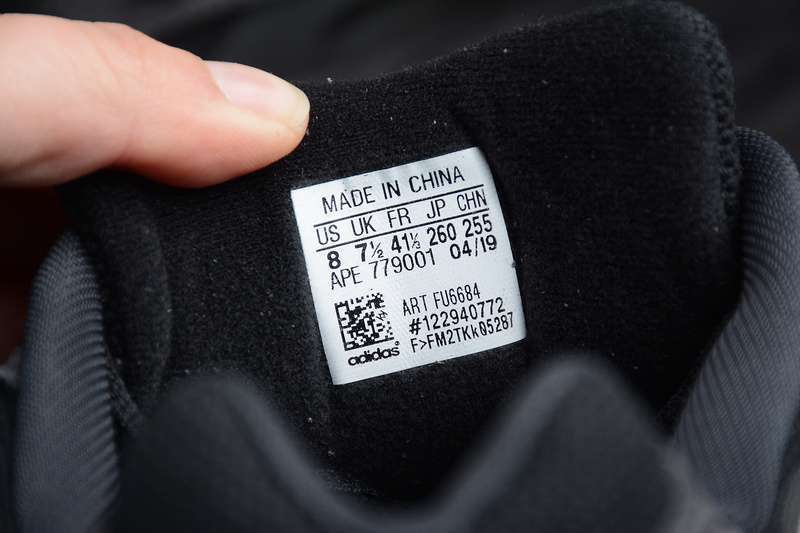 MADE IN CHINA
US UK FR JP CHN
8 7½ 41⅓ 260 255
APE 779001 04/19
ART FU6684
#122940772
F>FM2TKk05287
adidas®